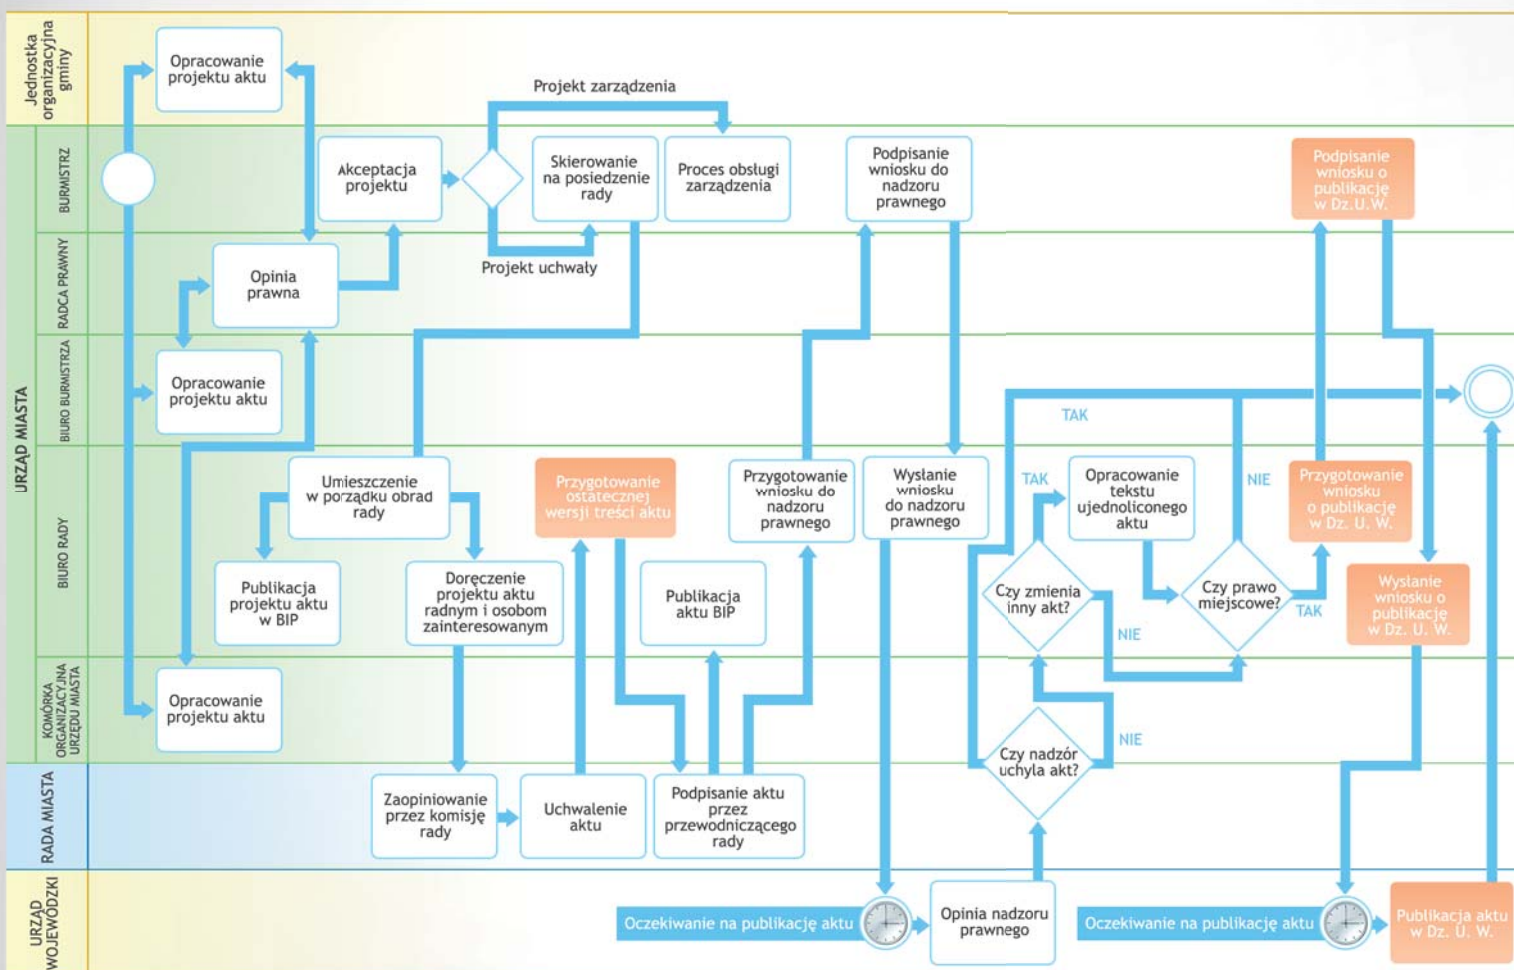 Jednostka
organizacyjna
gminy
Opracowanie
projektu aktu
Projekt zarządzenia
URZĄD MIASTA
BURMISTRZ
Akceptacja
projektu
Skierowanie
na posiedzenie
rady
Proces obsługi
zarządzenia
Podpisanie
wniosku do
nadzoru
prawnego
Podpisanie
wniosku o
publikację
w Dz.U.W.
RADCA PRAWNY
Opinia
prawna
Projekt uchwały
BIURO BURMISTRZA
Opracowanie
projektu aktu
TAK
BIURO RADY
Umieszczenie
w porządku obrad
rady
Przygotowanie
ostatecznej
wersji treści aktu
Przygotowanie
wniosku do
nadzoru
prawnego
Wysłanie
wniosku
do nadzoru
prawnego
TAK
Opracowanie
tekstu
ujednoliconego
aktu
NIE
Przygotowanie
wniosku
o publikację
w Dz. U. W.
Publikacja
projektu aktu
w BIP
Doręczenie
projektu aktu
radnym i osobom
zainteresowanym
Publikacja
aktu BIP
Czy zmienia
inny akt?
NIE
Czy prawo
miejscowe?
TAK
Wysłanie
wniosku o
publikację
w Dz. U. W.
KOMÓRKA
ORGANIZACYJNA
URZĘDU MIASTA
Opracowanie
projektu aktu
Czy nadzór
uchyla akt?
NIE
RADA MIASTA
Zaopiniowanie
przez komisję
rady
Uchwalenie
aktu
Podpisanie aktu
przez
przewodniczącego
rady
URZĄD
WOJEWÓDZKI
Oczekiwanie na publikację aktu
Opinia nadzoru
prawnego
Oczekiwanie na publikację aktu
Publikacja aktu
w Dz. U. W.